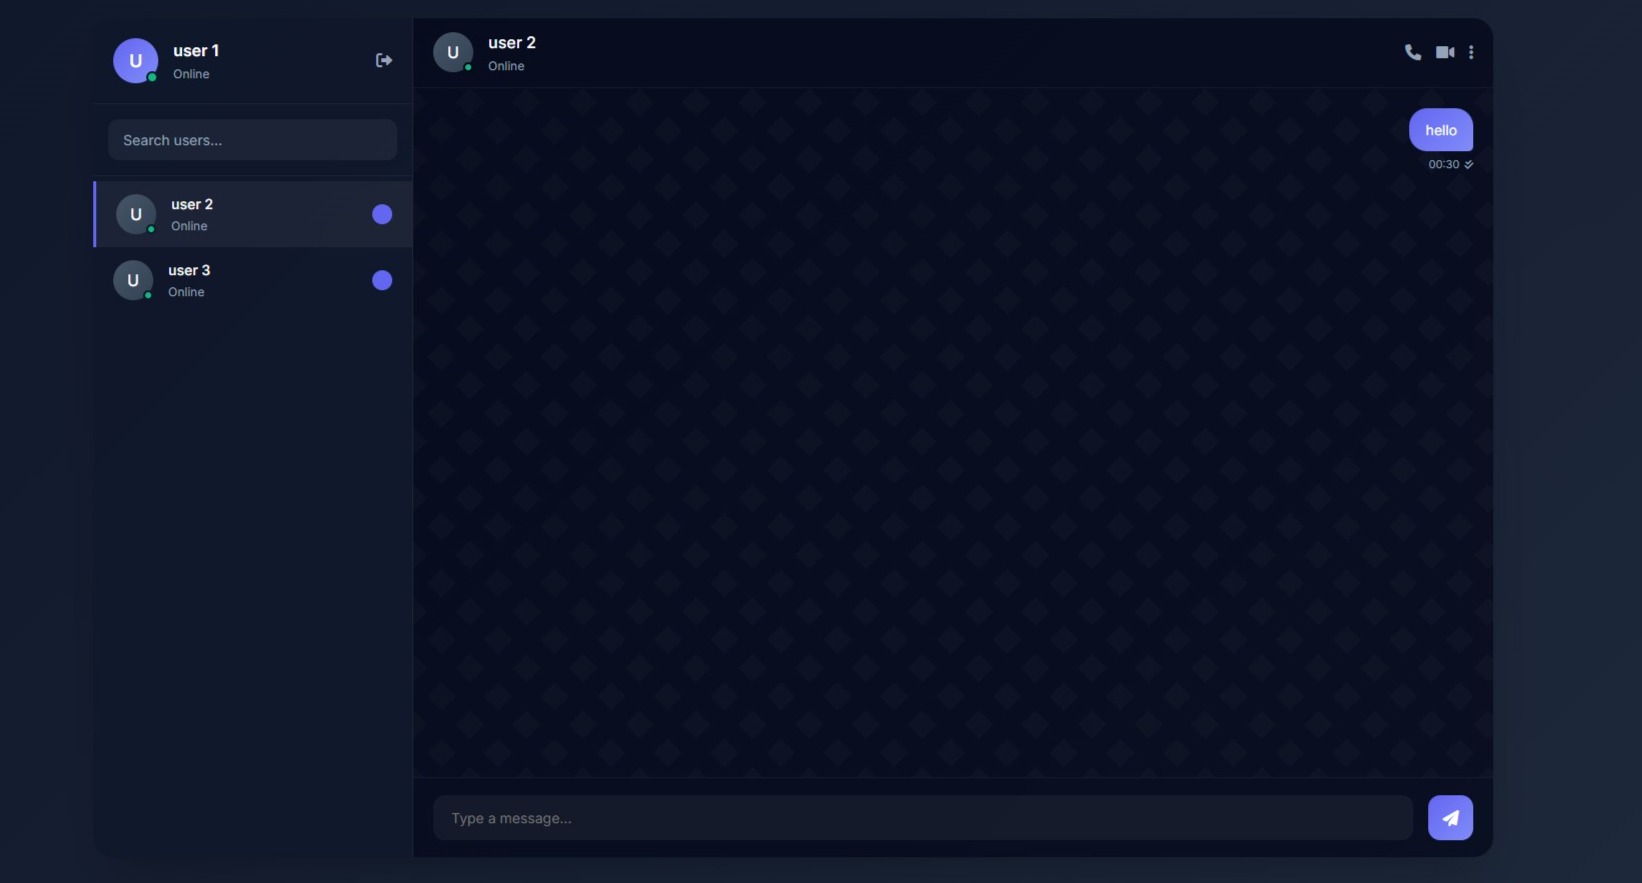 U
user 1
Online
Search users...
U
user 2
Online
U
user 3
Online
U
user 2
Online
hello
00:30
Type a message...